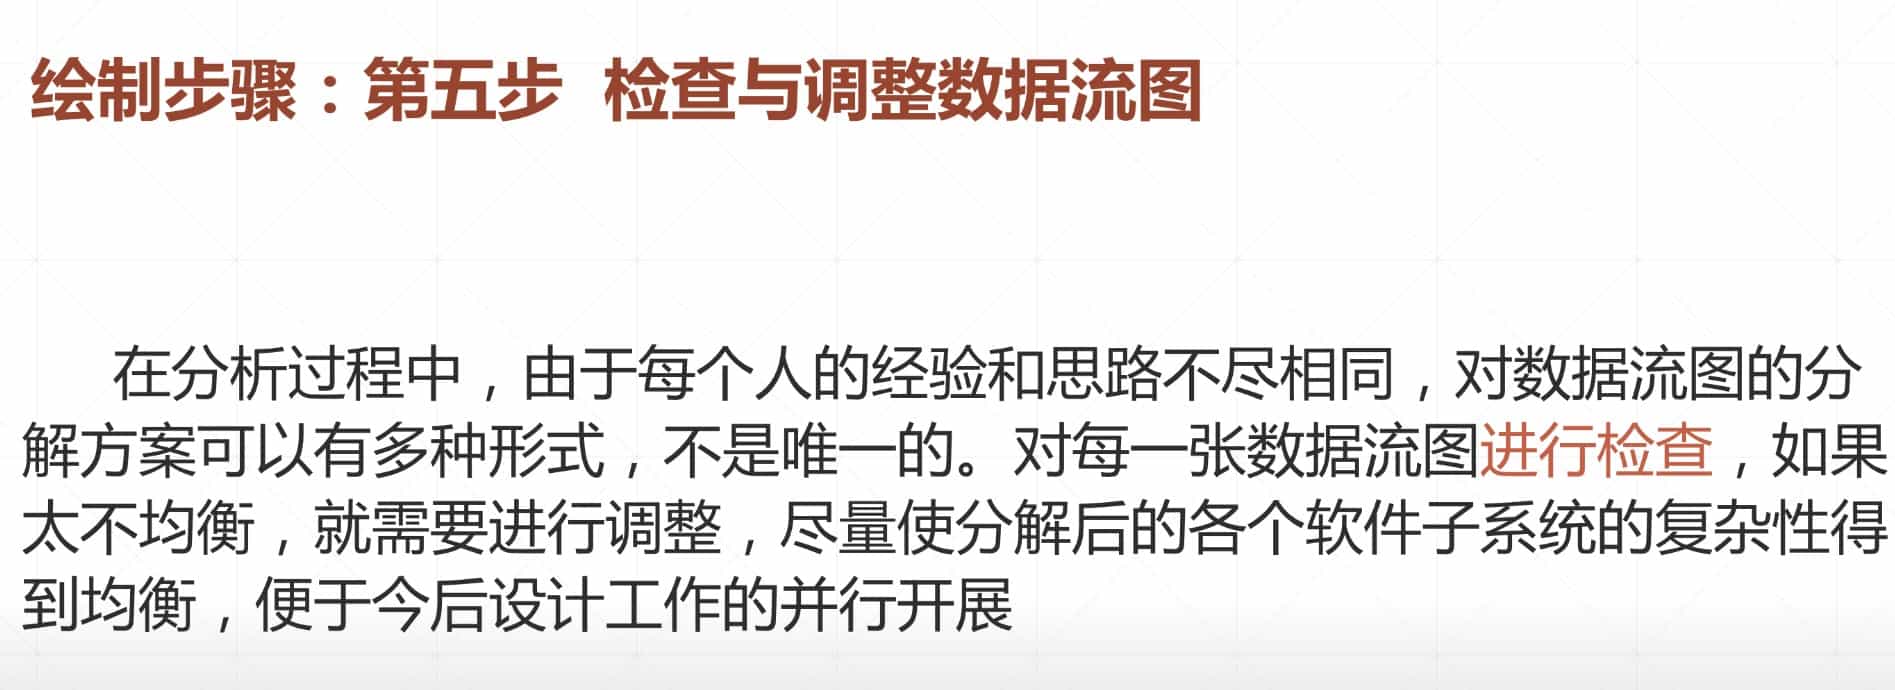 绘制步骤：第五步 检查与调整数据流图
在分析过程中，由于每个人的经验和思路不尽相同，对数据流图的分
解方案可以有多种形式，不是唯一的。对每一张数据流图进行检查，如果
太不均衡，就需要进行调整，尽量使分解后的各个软件子系统的复杂性得
到均衡，便于今后设计工作的并行开展